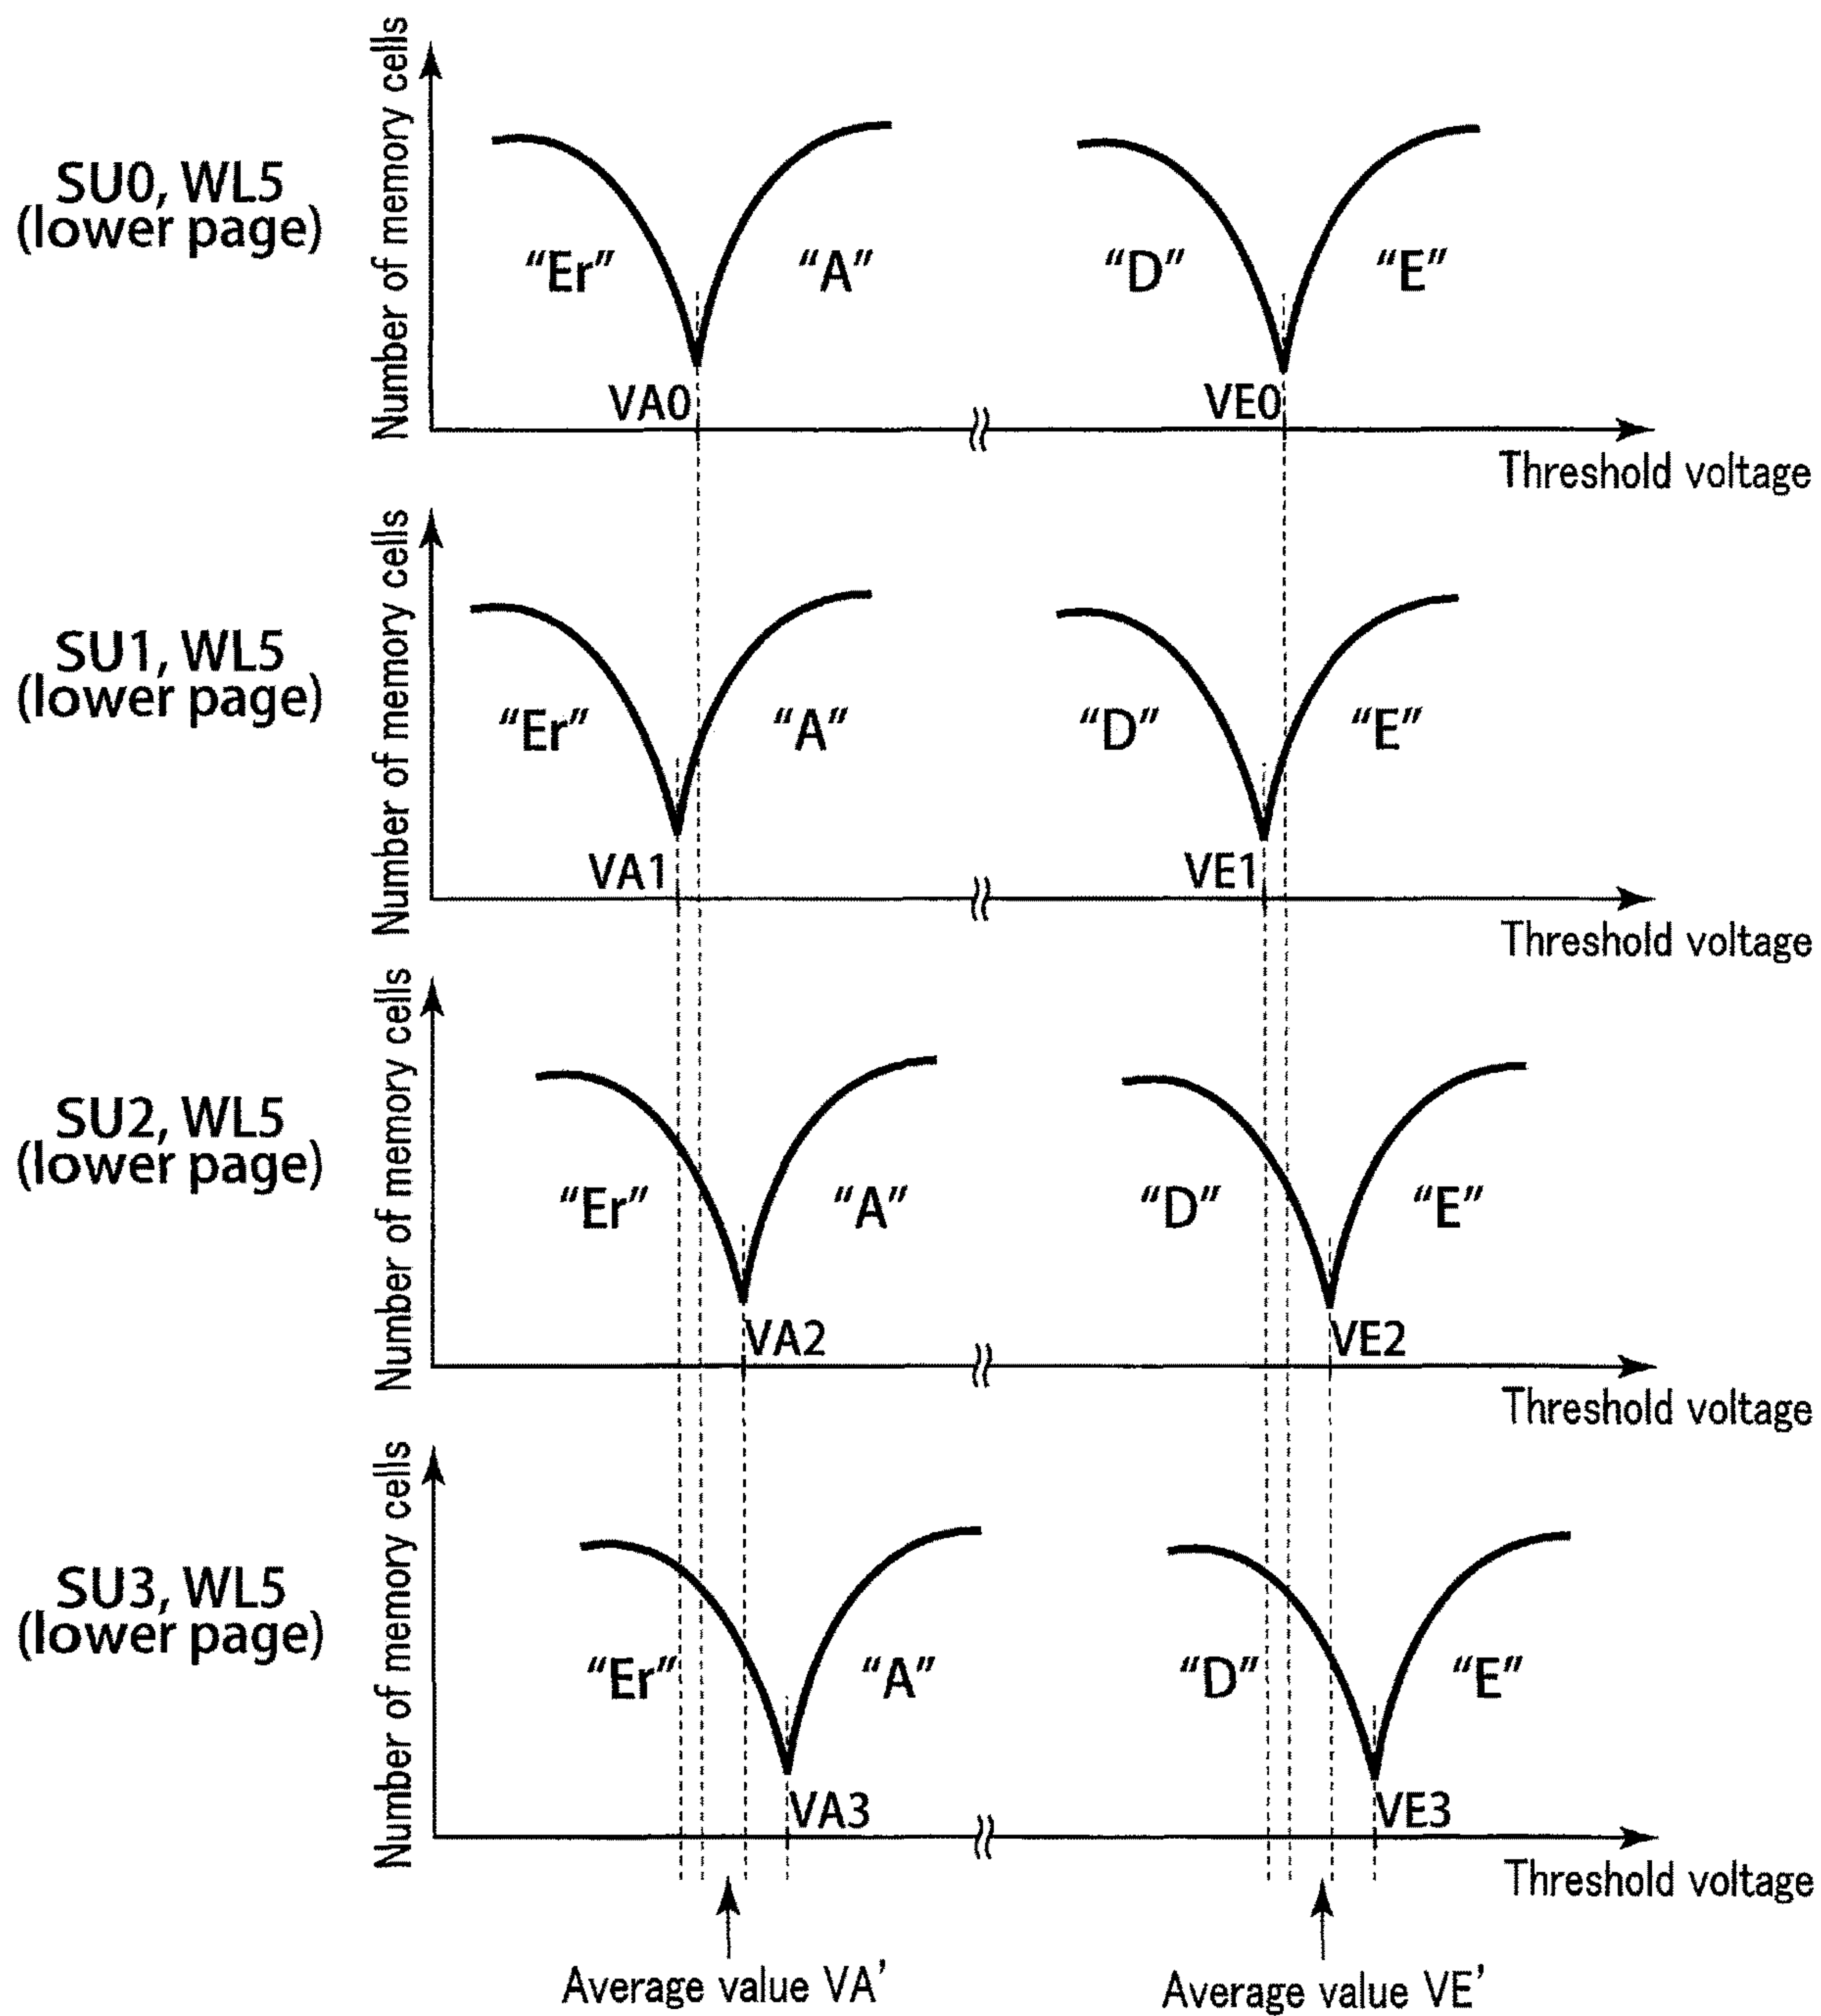 Number of memory cells
SU0, WL5
(lower page)
“Er”
“A”
“D”
“E”
VA0
VE0
Threshold voltage
Number of memory cells
SU1, WL5
(lower page)
“Er”
“A”
“D”
“E”
VA1
VE1
Threshold voltage
Number of memory cells
SU2, WL5
(lower page)
“Er”
“A”
“D”
“E”
VA2
VE2
Threshold voltage
Number of memory cells
SU3, WL5
(lower page)
“Er”
“A”
“D”
“E”
VA3
VE3
Threshold voltage
Average value VA’
Average value VE’